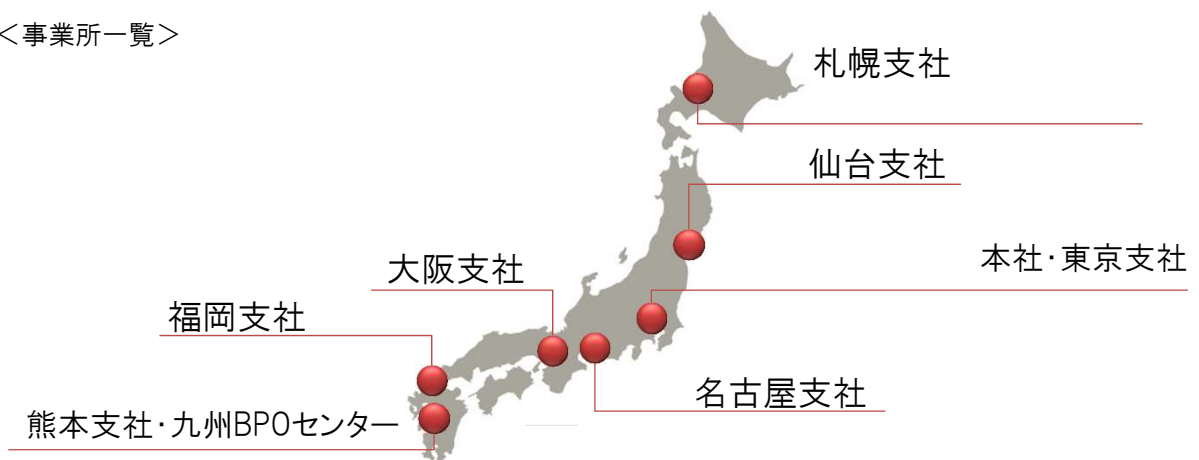 ＜事業所一覧＞
札幌支社
仙台支社
本社・東京支社
大阪支社
福岡支社
名古屋支社
熊本支社・九州BPOセンター